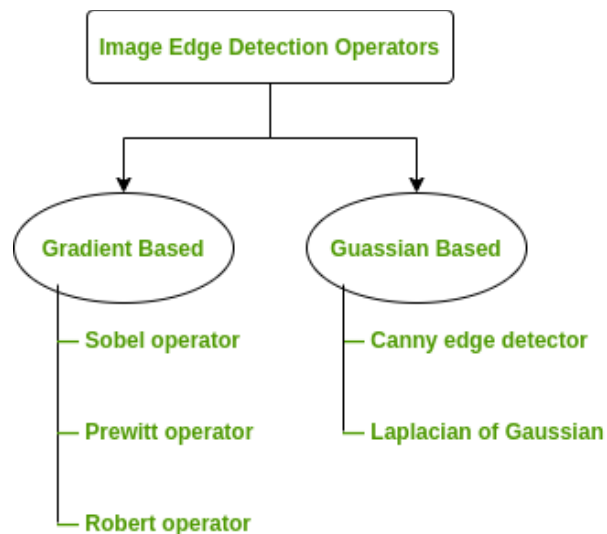 Image Edge Detection Operators
Gradient Based
Guassian Based
Sobel operator
Canny edge detector
Prewitt operator
Laplacian of Gaussian
Robert operator